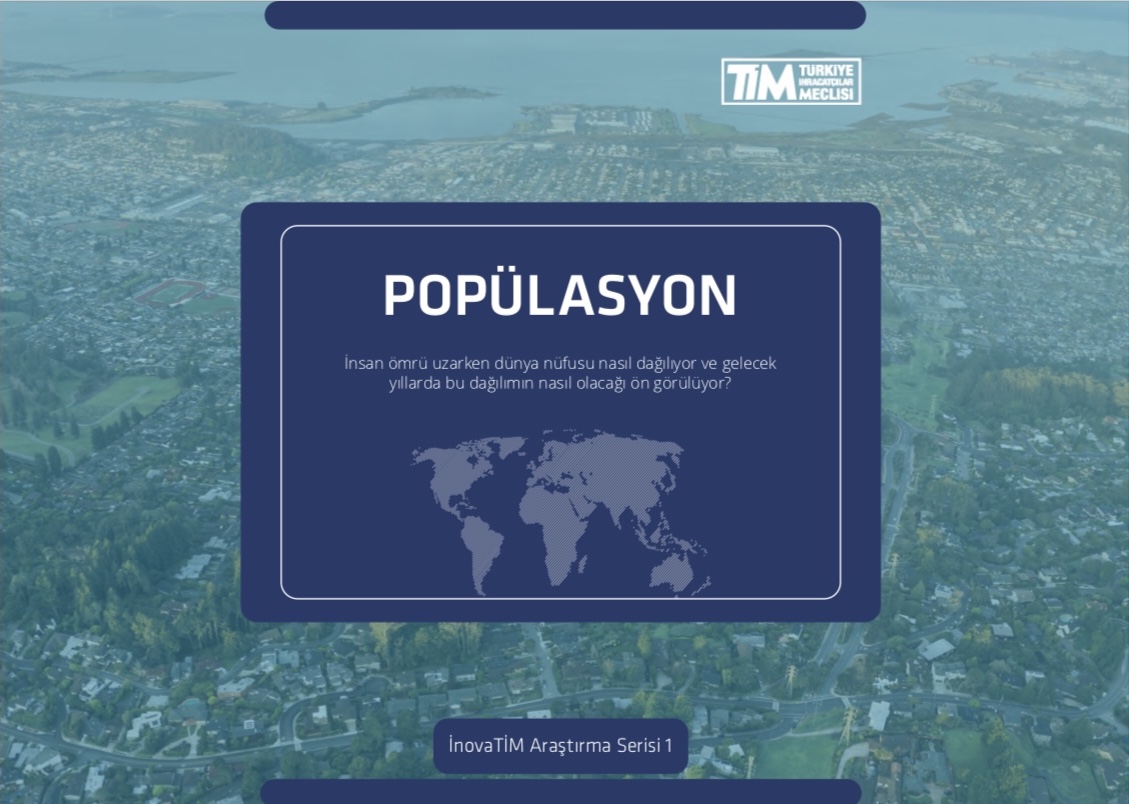 TİM TÜRKİYE
İHRACATÇILAR
MECLİSİ
POPÜLASYON
İnsan ömrü uzarken dünya nüfusu nasıl dağılıyor ve gelecek
yıllarda bu dağılımın nasıl olacağı ön görülüyor?
İnovaTİM Araştırma Serisi 1